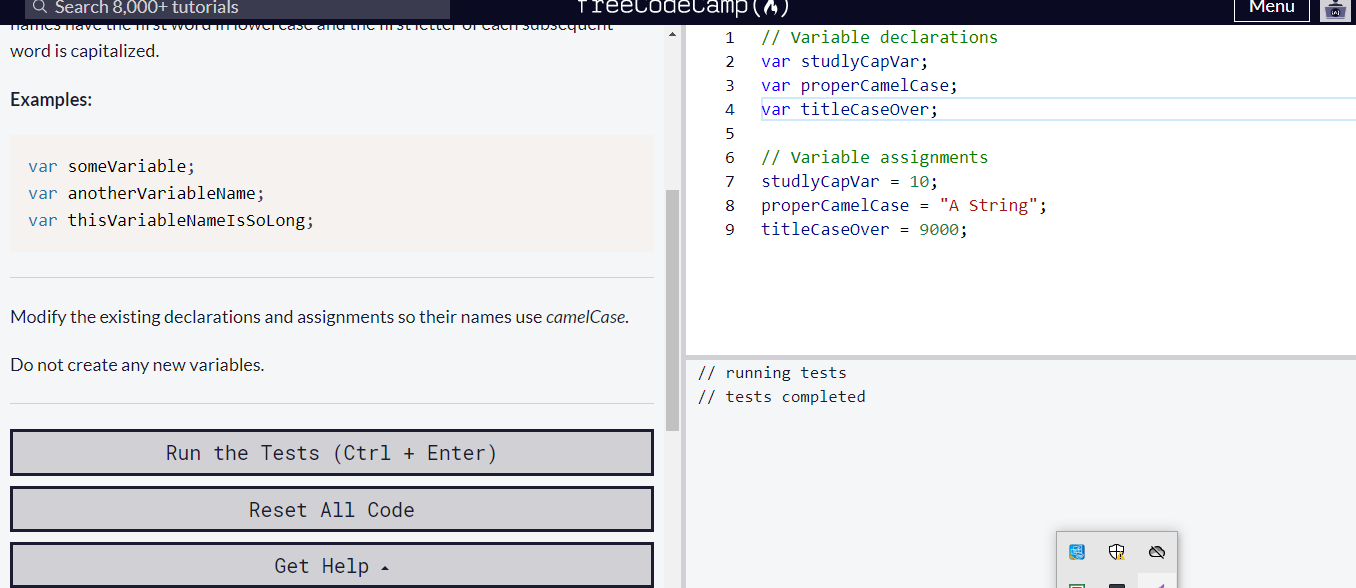 Search 8,000+ tutorials
freeCodeCamp(🔥)
Menu
names have the first word in lowercase and the first letter of each subsequent
word is capitalized.
Examples:
var someVariable;
var anotherVariableName;
var thisVariableNameIsSoLong;
Modify the existing declarations and assignments so their names use camelCase.
Do not create any new variables.
Run the Tests (Ctrl + Enter)
Reset All Code
Get Help
1 // Variable declarations
2 var studlyCapVar;
3 var properCamelCase;
4 var titleCaseOver;
5
6 // Variable assignments
7 studlyCapVar = 10;
8 properCamelCase = "A String";
9 titleCaseOver = 9000;
// running tests
// tests completed